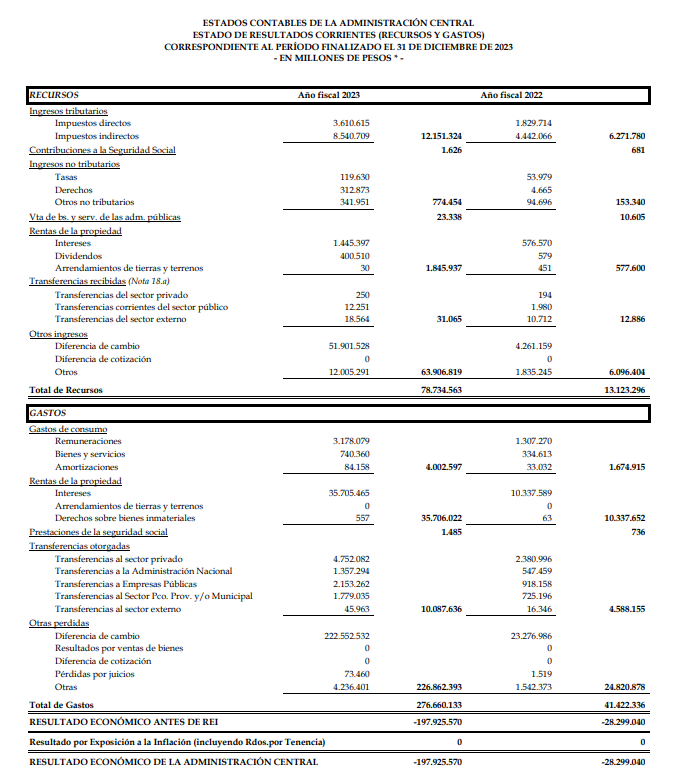 ESTADOS CONTABLES DE LA ADMINISTRACIÓN CENTRAL
ESTADO DE RESULTADOS CORRIENTES (RECURSOS Y GASTOS)
CORRESPONDIENTE AL PERÍODO FINALIZADO EL 31 DE DICIEMBRE DE 2023
- EN MILLONES DE PESOS * -
RECURSOS Año fiscal 2023 Año fiscal 2022
Ingresos tributarios
Impuestos directos 3.610.615 1.829.714
Impuestos indirectos 8.540.709 12.151.324 4.442.066 6.271.780
Contribuciones a la Seguridad Social 1.626 681
Ingresos no tributarios
Tasas 119.630 53.979
Derechos 312.873 4.665
Otros no tributarios 341.951 774.454 94.696 153.340
Vta de bs. y serv. de las adm. públicas 23.338 10.605
Rentas de la propiedad
Intereses 1.445.397 576.570
Dividendos 400.510 579
Arrendamientos de tierras y terrenos 30 1.845.937 451 577.600
Transferencias recibidas (Nota 18.a)
Transferencias del sector privado 250 194
Transferencias corrientes del sector público 12.251 1.980
Transferencias del sector externo 18.564 31.065 10.712 12.886
Otros ingresos
Diferencia de cambio 51.901.528 4.261.159
Diferencia de cotización 0 0
Otros 12.005.291 63.906.819 1.835.245 6.096.404
Total de Recursos 78.734.563 13.123.296
GASTOS
Gastos de consumo
Remuneraciones 3.178.079 1.307.270
Bienes y servicios 740.360 334.613
Amortizaciones 84.158 4.002.597 33.032 1.674.915
Rentas de la propiedad
Intereses 35.705.465 10.337.589
Arrendamientos de tierras y terrenos 0 0
Derechos sobre bienes inmateriales 557 35.706.022 63 10.337.652
Prestaciones de la seguridad social 1.485 736
Transferencias otorgadas
Transferencias al sector privado 4.752.082 2.380.996
Transferencias a la Administración Nacional 1.357.294 547.459
Transferencias a Empresas Públicas 2.153.262 918.158
Transferencias al Sector Pco. Prov. y/o Municipal 1.779.035 725.196
Transferencias al sector externo 45.963 10.087.636 16.346 4.588.155
Otras perdidas
Diferencia de cambio 222.552.532 23.276.986
Resultados por ventas de bienes 0 0
Diferencia de cotización 0 0
Pérdidas por juicios 73.460 1.519
Otras 4.236.401 226.862.393 1.542.373 24.820.878
Total de Gastos 276.660.133 41.422.336
RESULTADO ECONÓMICO ANTES DE REI -197.925.570 -28.299.040
Resultado por Exposición a la Inflación (incluyendo Rdos.por Tenencia) 0 0
RESULTADO ECONÓMICO DE LA ADMINISTRACIÓN CENTRAL -197.925.570 -28.299.040